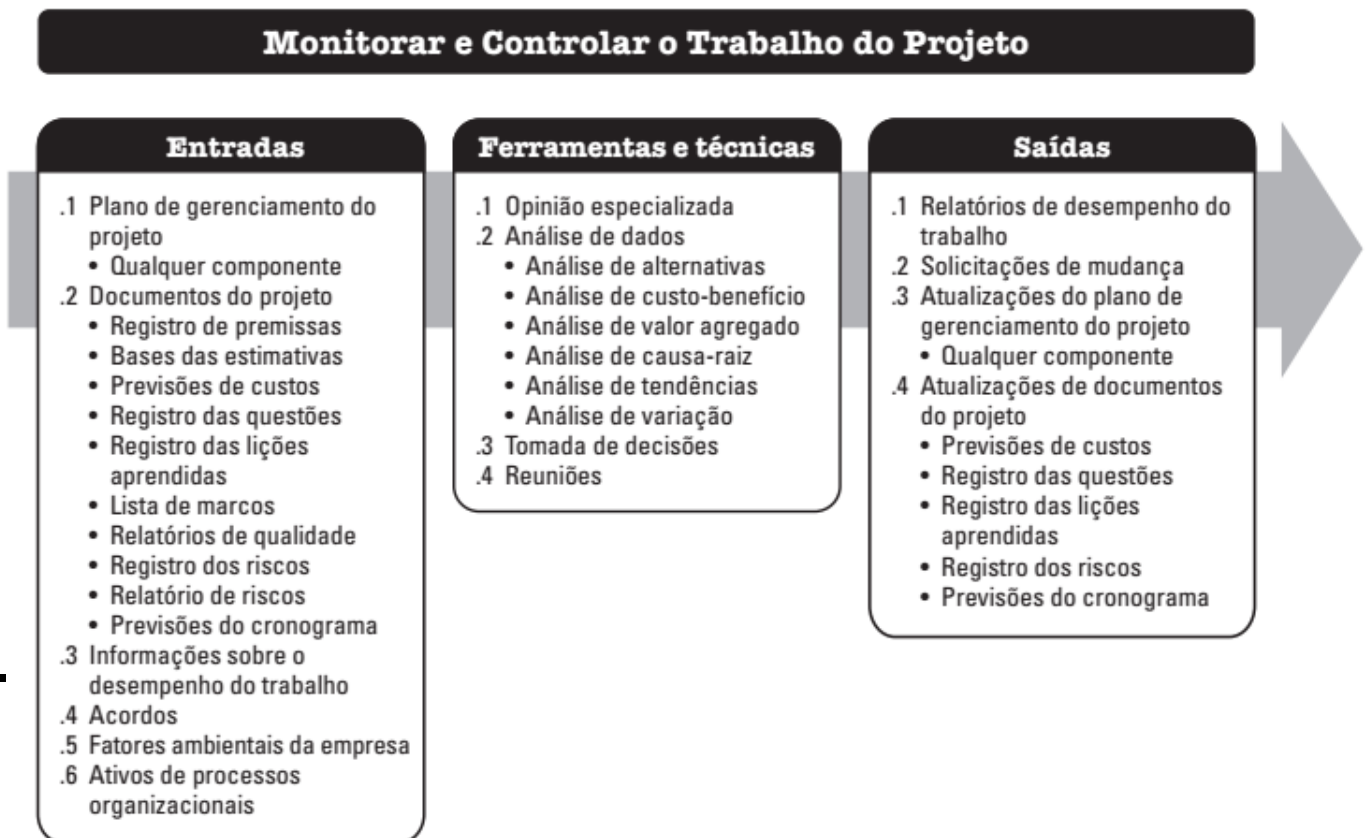 Monitorar e Controlar o Trabalho do Projeto
Entradas
.1 Plano de gerenciamento do
projeto
• Qualquer componente
.2 Documentos do projeto
• Registro de premissas
• Bases das estimativas
• Previsões de custos
• Registro das questões
• Registro das lições
aprendidas
• Lista de marcos
• Relatórios de qualidade
• Registro dos riscos
• Relatório de riscos
• Previsões do cronograma
.3 Informações sobre o
desempenho do trabalho
.4 Acordos
.5 Fatores ambientais da empresa
.6 Ativos de processos
organizacionais
Ferramentas e técnicas
.1 Opinião especializada
.2 Análise de dados
• Análise de alternativas
• Análise de custo-benefício
• Análise de valor agregado
• Análise de causa-raiz
• Análise de tendências
• Análise de variação
.3 Tomada de decisões
.4 Reuniões
Saídas
.1 Relatórios de desempenho do
trabalho
.2 Solicitações de mudança
.3 Atualizações do plano de
gerenciamento do projeto
• Qualquer componente
.4 Atualizações de documentos
do projeto
• Previsões de custos
• Registro das questões
• Registro das lições
aprendidas
• Registro dos riscos
• Previsões do cronograma